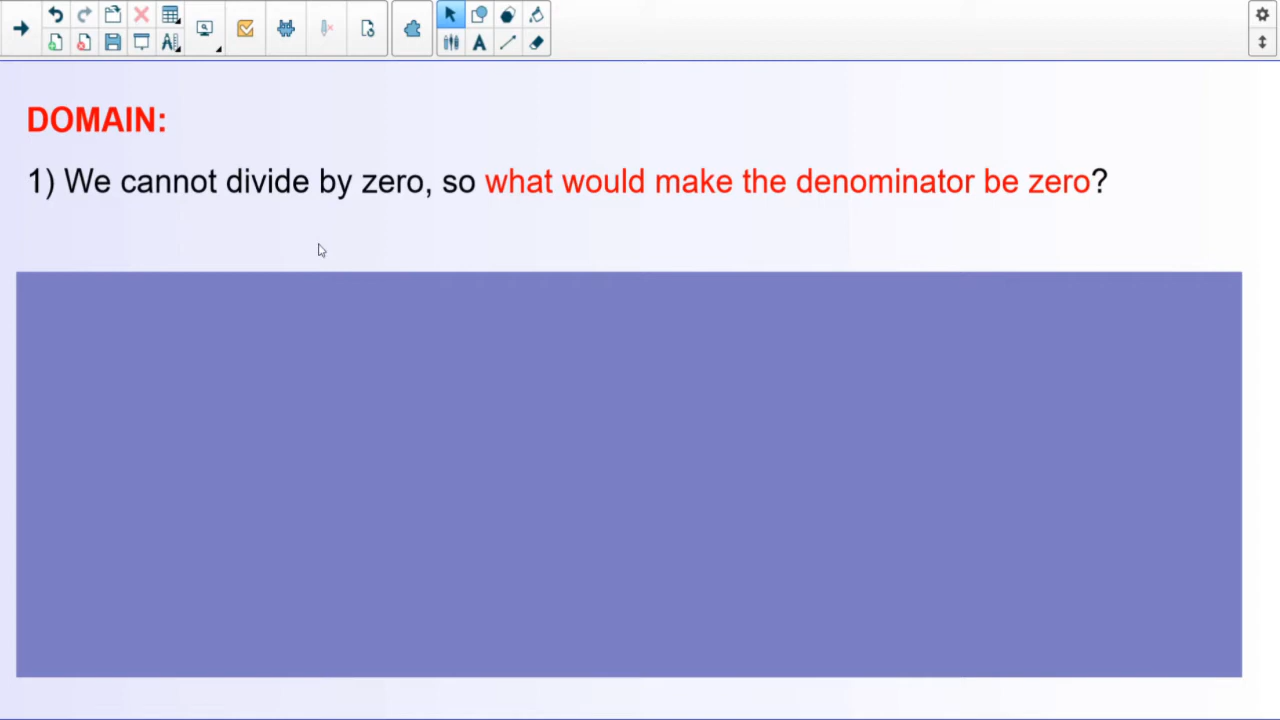 DOMAIN:
1) We cannot divide by zero, so what would make the denominator be zero?